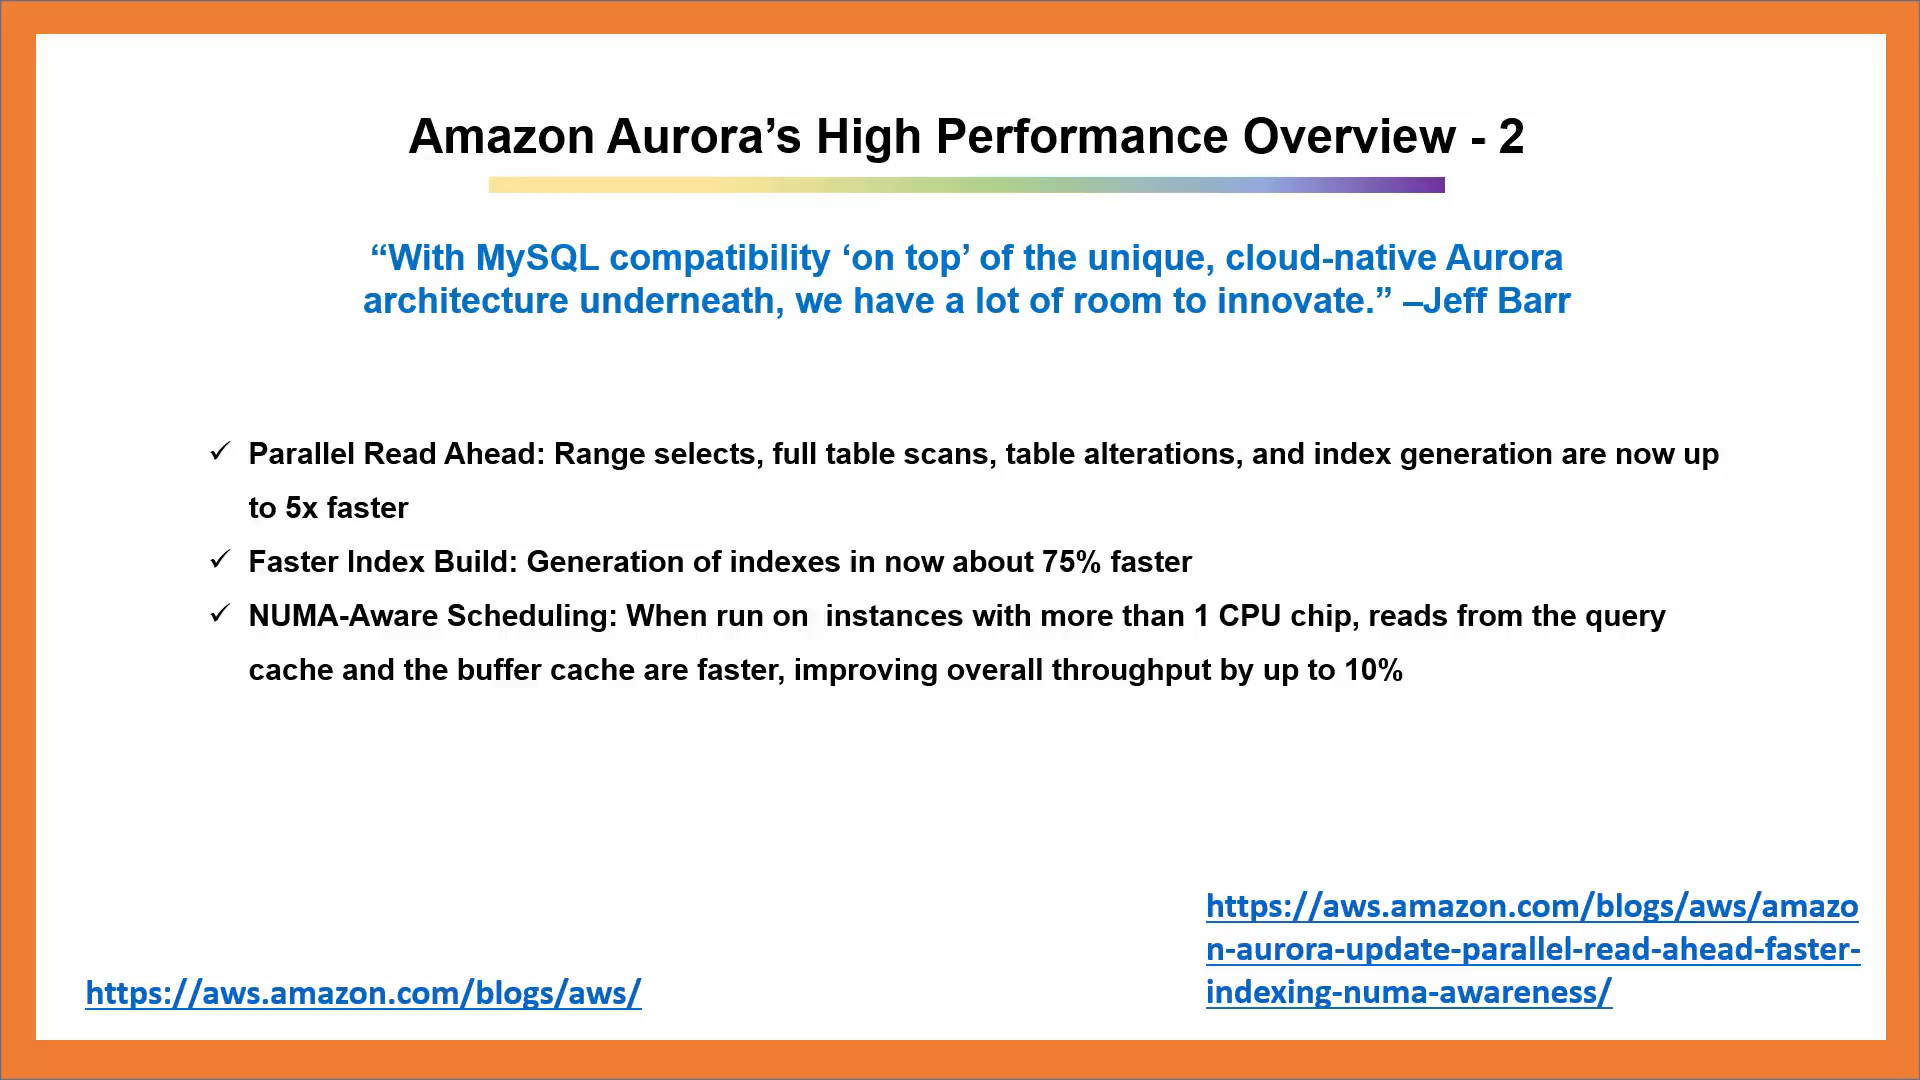 Amazon Aurora’s High Performance Overview - 2
“With MySQL compatibility ‘on top’ of the unique, cloud-native Aurora
architecture underneath, we have a lot of room to innovate.” –Jeff Barr
✓ Parallel Read Ahead: Range selects, full table scans, table alterations, and index generation are now up
to 5x faster
✓ Faster Index Build: Generation of indexes in now about 75% faster
✓ NUMA-Aware Scheduling: When run on  instances with more than 1 CPU chip, reads from the query
cache and the buffer cache are faster, improving overall throughput by up to 10%
https://aws.amazon.com/blogs/aws/
https://aws.amazon.com/blogs/aws/amazo
n-aurora-update-parallel-read-ahead-faster-
indexing-numa-awareness/